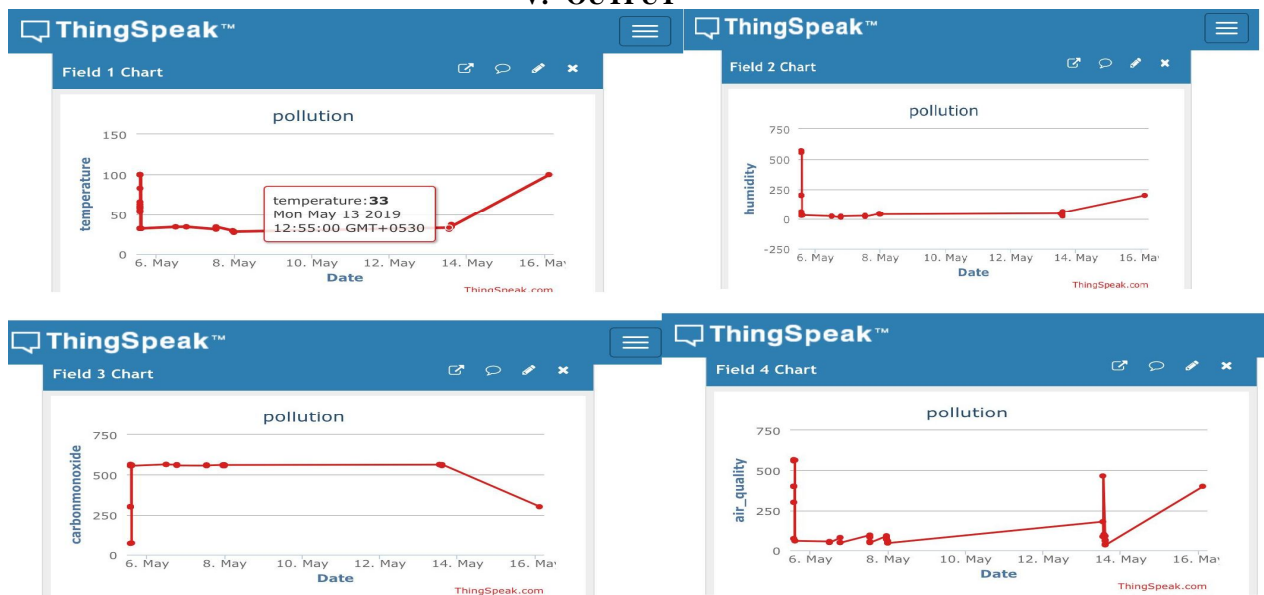 V. OUTPUT
ThingSpeak™
Field 1 Chart
pollution
temperature
150
100
50
0
temperature:33
Mon May 13 2019
12:55:00 GMT+0530
6. May 8. May 10. May 12. May 14. May 16. May
Date
ThingSpeak.com
ThingSpeak™
Field 2 Chart
pollution
humidity
750
500
250
0
-250
6. May 8. May 10. May 12. May 14. May 16. Ma
Date
ThingSpeak.com
ThingSpeak™
Field 3 Chart
pollution
carbonmonoxide
750
500
250
0
6. May 8. May 10. May 12. May 14. May 16. May
Date
ThingSpeak.com
ThingSpeak™
Field 4 Chart
pollution
air_quality
750
500
250
0
6. May 8. May 10. May 12. May 14. May 16. May
Date
ThingSpeak.com